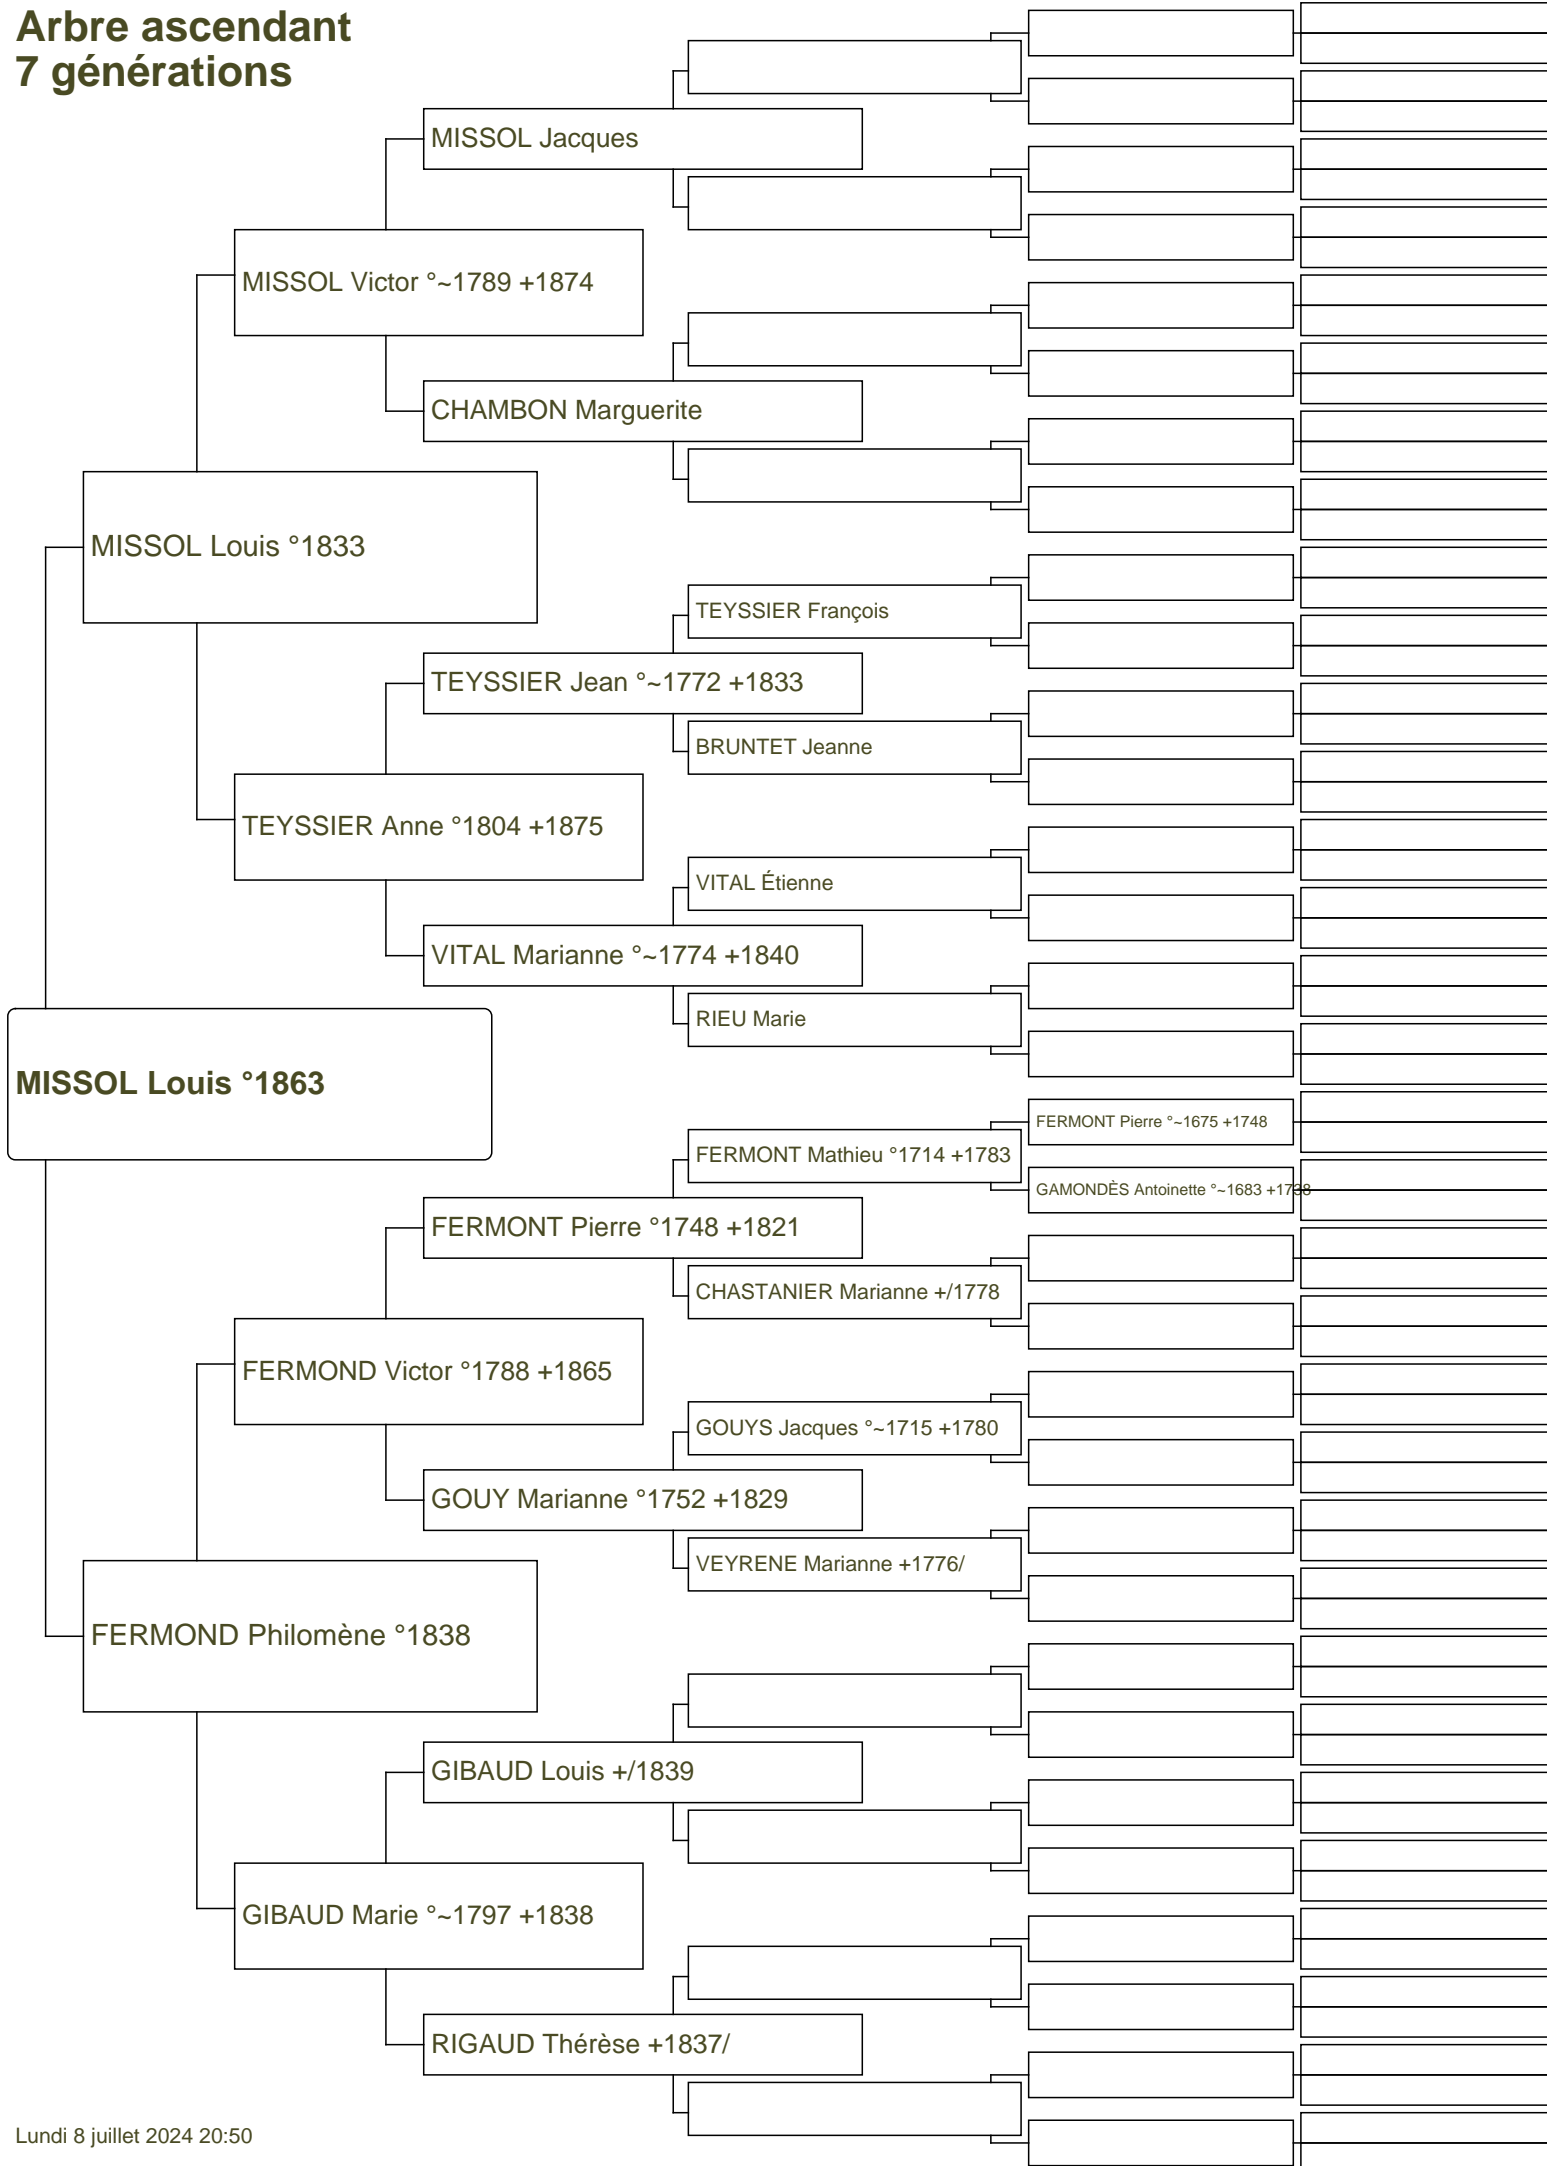 Arbre ascendant
7 générations
MISSOL Jacques
MISSOL Victor °~1789 +1874
CHAMBON Marguerite
MISSOL Louis °1833
TEYSSIER François
TEYSSIER Jean °~1772 +1833
BRUNTET Jeanne
TEYSSIER Anne °1804 +1875
VITAL Étienne
VITAL Marianne °~1774 +1840
RIEU Marie
MISSOL Louis °1863
FERMONT Pierre °~1675 +1748
FERMONT Mathieu °1714 +1783
GAMONDÈS Antoinette °~1683 +1738
FERMONT Pierre °1748 +1821
CHASTANIER Marianne +/1778
FERMOND Victor °1788 +1865
GOUYS Jacques °~1715 +1780
GOUY Marianne °1752 +1829
VEYRENE Marianne +1776/
FERMOND Philomène °1838
GIBAUD Louis +/1839
GIBAUD Marie °~1797 +1838
RIGAUD Thérèse +1837/
Lundi 8 juillet 2024 20:50